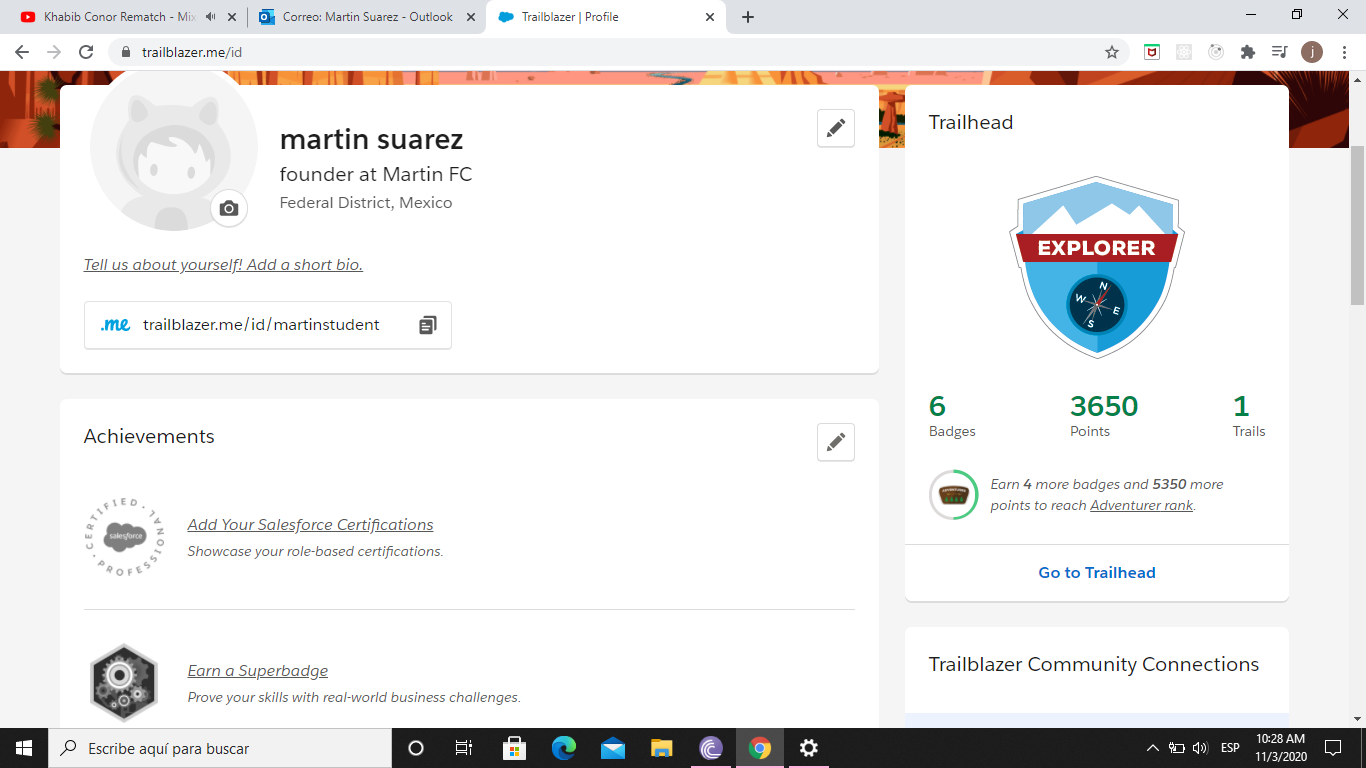 Khabib Conor Rematch - Mix
Correo: Martin Suarez - Outlook
Trailblazer | Profile
trailblazer.me/id
j
martin suarez
founder at Martin FC
Federal District, Mexico
Tell us about yourself! Add a short bio.
.me trailblazer.me/id/martinstudent
Achievements
CERTIFIED PROFESSIONAL
salesforce
Add Your Salesforce Certifications
Showcase your role-based certifications.
Earn a Superbadge
Prove your skills with real-world business challenges.
Trailhead
EXPLORER
N
W
E
S
6
Badges
3650
Points
1
Trails
Earn 4 more badges and 5350 more
points to reach Adventurer rank.
Go to Trailhead
Trailblazer Community Connections
Escribe aquí para buscar
ESP
10:28 AM
11/3/2020